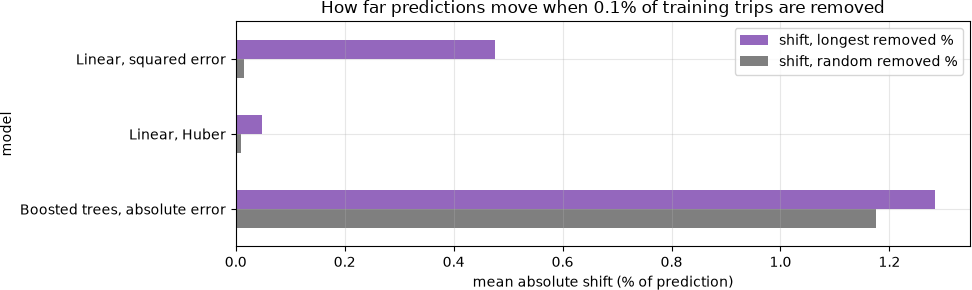 How far predictions move when 0.1% of training trips are removed
shift, longest removed %
shift, random removed %
Linear, squared error
Linear, Huber
Boosted trees, absolute error
model
0.0 0.2 0.4 0.6 0.8 1.0 1.2
mean absolute shift (% of prediction)